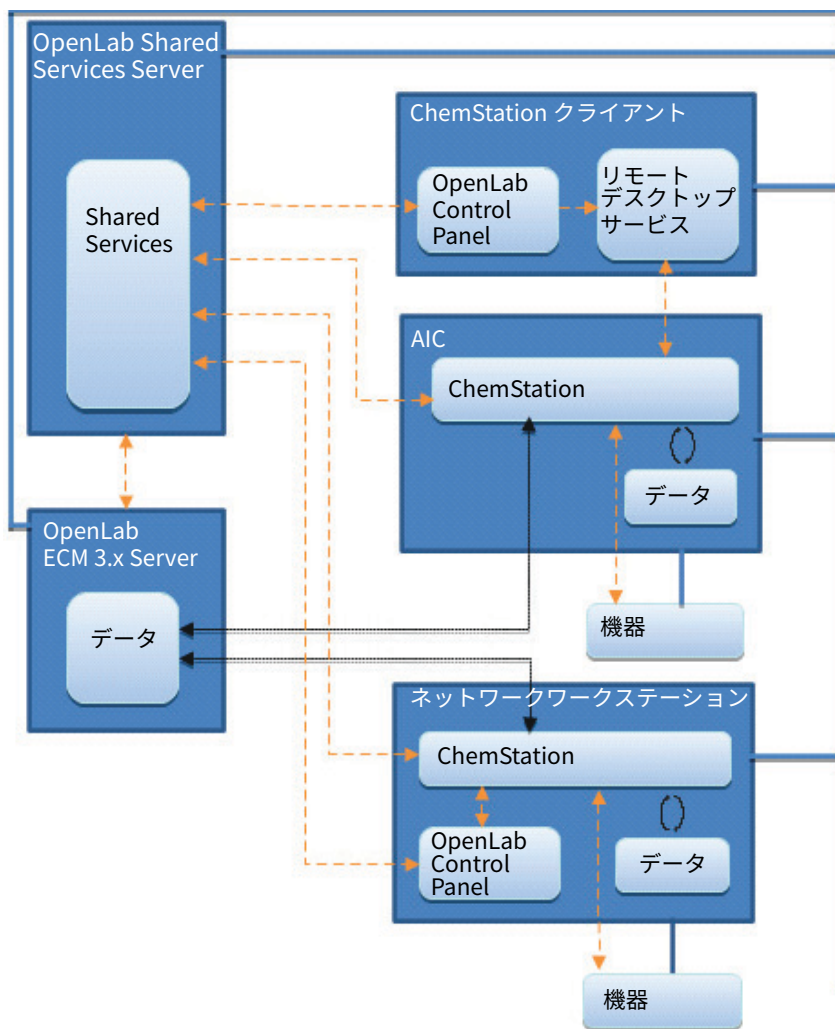 OpenLab Shared
Services Server
Shared
Services
ChemStation クライアント
OpenLab
Control
Panel
リモート
デスクトップ
サービス
AIC
ChemStation
データ
機器
OpenLab
ECM 3.x Server
データ
ネットワークワークステーション
ChemStation
OpenLab
Control
Panel
データ
機器